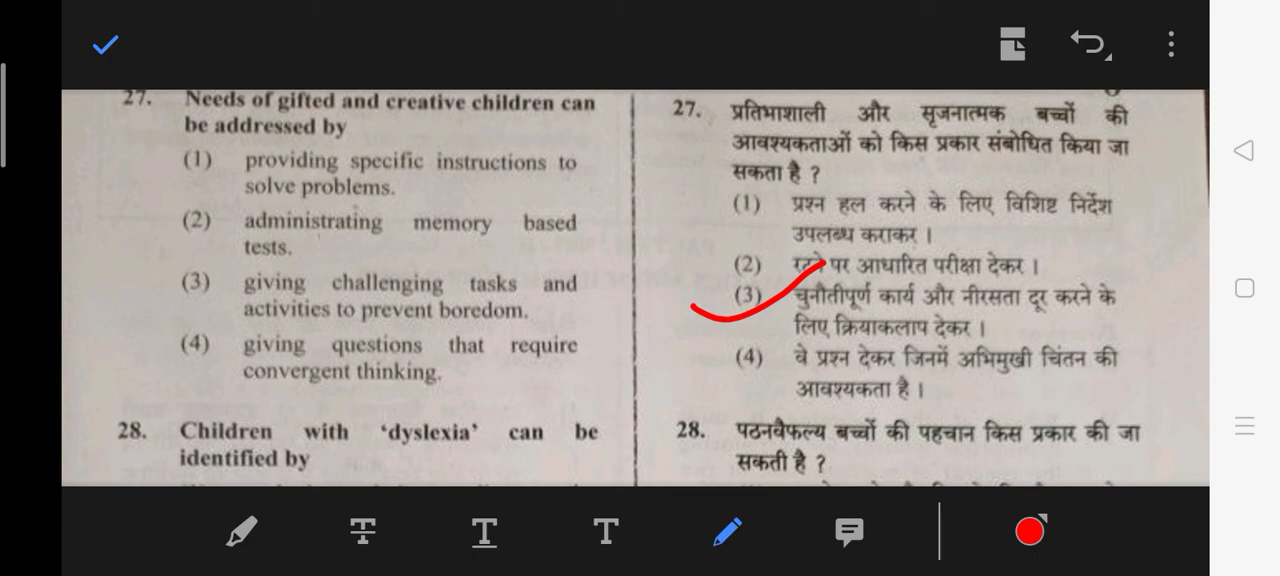 27. Needs of gifted and creative children can
be addressed by
(1) providing specific instructions to
solve problems.
(2) administrating memory based
tests.
(3) giving challenging tasks and
activities to prevent boredom.
(4) giving questions that require
convergent thinking.
28. Children with ‘dyslexia’ can be
identified by
27. प्रतिभाशाली और सृजनात्मक बच्चों की
आवश्यकताओं को किस प्रकार संबोधित किया जा
सकता है ?
(1) प्रश्न हल करने के लिए विशिष्ट निर्देश
उपलब्ध कराकर ।
(2) रटने पर आधारित परीक्षा देकर ।
(3) चुनौतीपूर्ण कार्य और नीरसता दूर करने के
लिए क्रियाकलाप देकर ।
(4) वे प्रश्न देकर जिनमें अभिमुखी चिंतन की
आवश्यकता है ।
28. पठनवैफल्य बच्चों की पहचान किस प्रकार की जा
सकती है ?